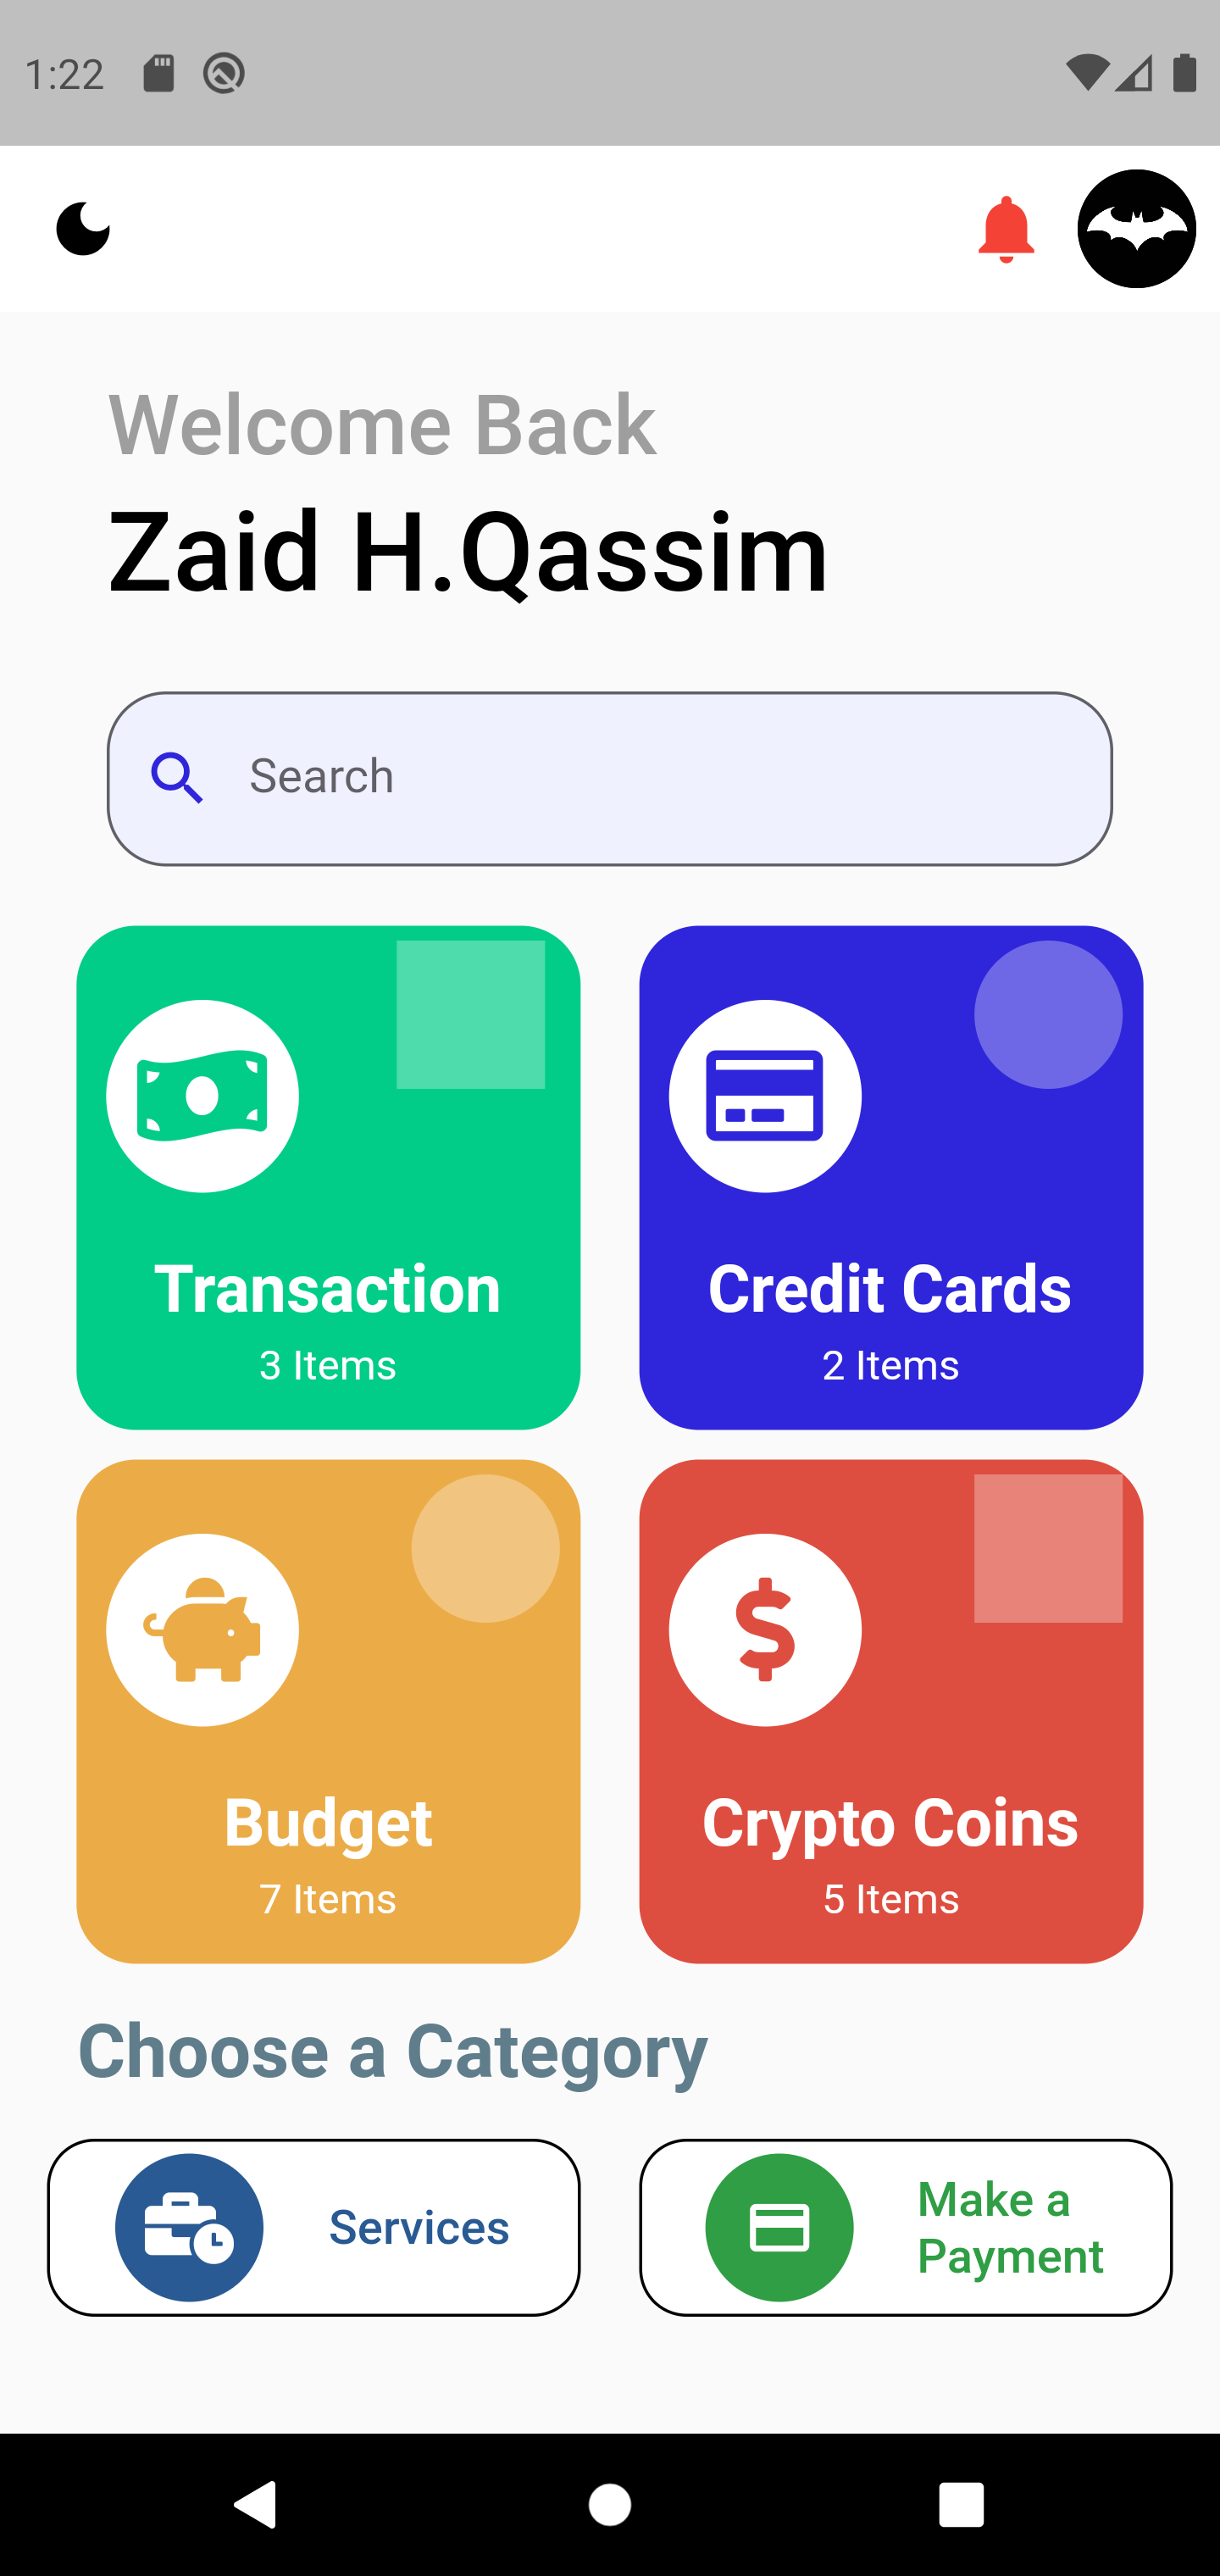 1:22
Welcome Back
Zaid H.Qassim
Search
Transaction
3 Items
Credit Cards
2 Items
Budget
7 Items
Crypto Coins
5 Items
Choose a Category
Services
Make a
Payment